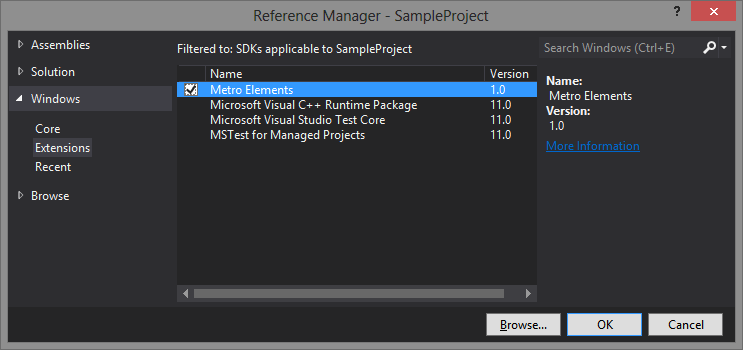 Reference Manager - SampleProject
?
Assemblies
Solution
Windows
Core
Extensions
Recent
Browse
Filtered to: SDKs applicable to SampleProject
Name Version
Metro Elements 1.0
Microsoft Visual C++ Runtime Package 11.0
Microsoft Visual Studio Test Core 11.0
MSTest for Managed Projects 11.0
Search Windows (Ctrl+E)
Name:
Metro Elements
Version:
1.0
More Information
Browse... OK Cancel